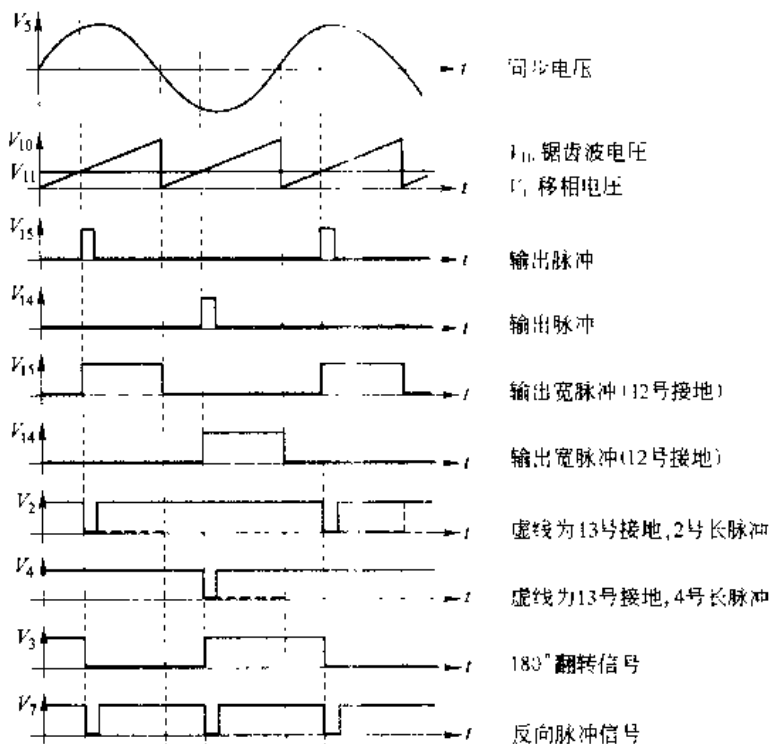 V5
t
同步电压
V10
V11
t
锯齿波电压
移相电压
V15
t
输出脉冲
V14
t
输出脉冲
V15
t
输出宽脉冲(12号接地)
V14
t
输出宽脉冲(12号接地)
V2
t
虚线为13号接地,2号长脉冲
V4
t
虚线为13号接地,4号长脉冲
V3
t
180°翻转信号
V7
t
反向脉冲信号